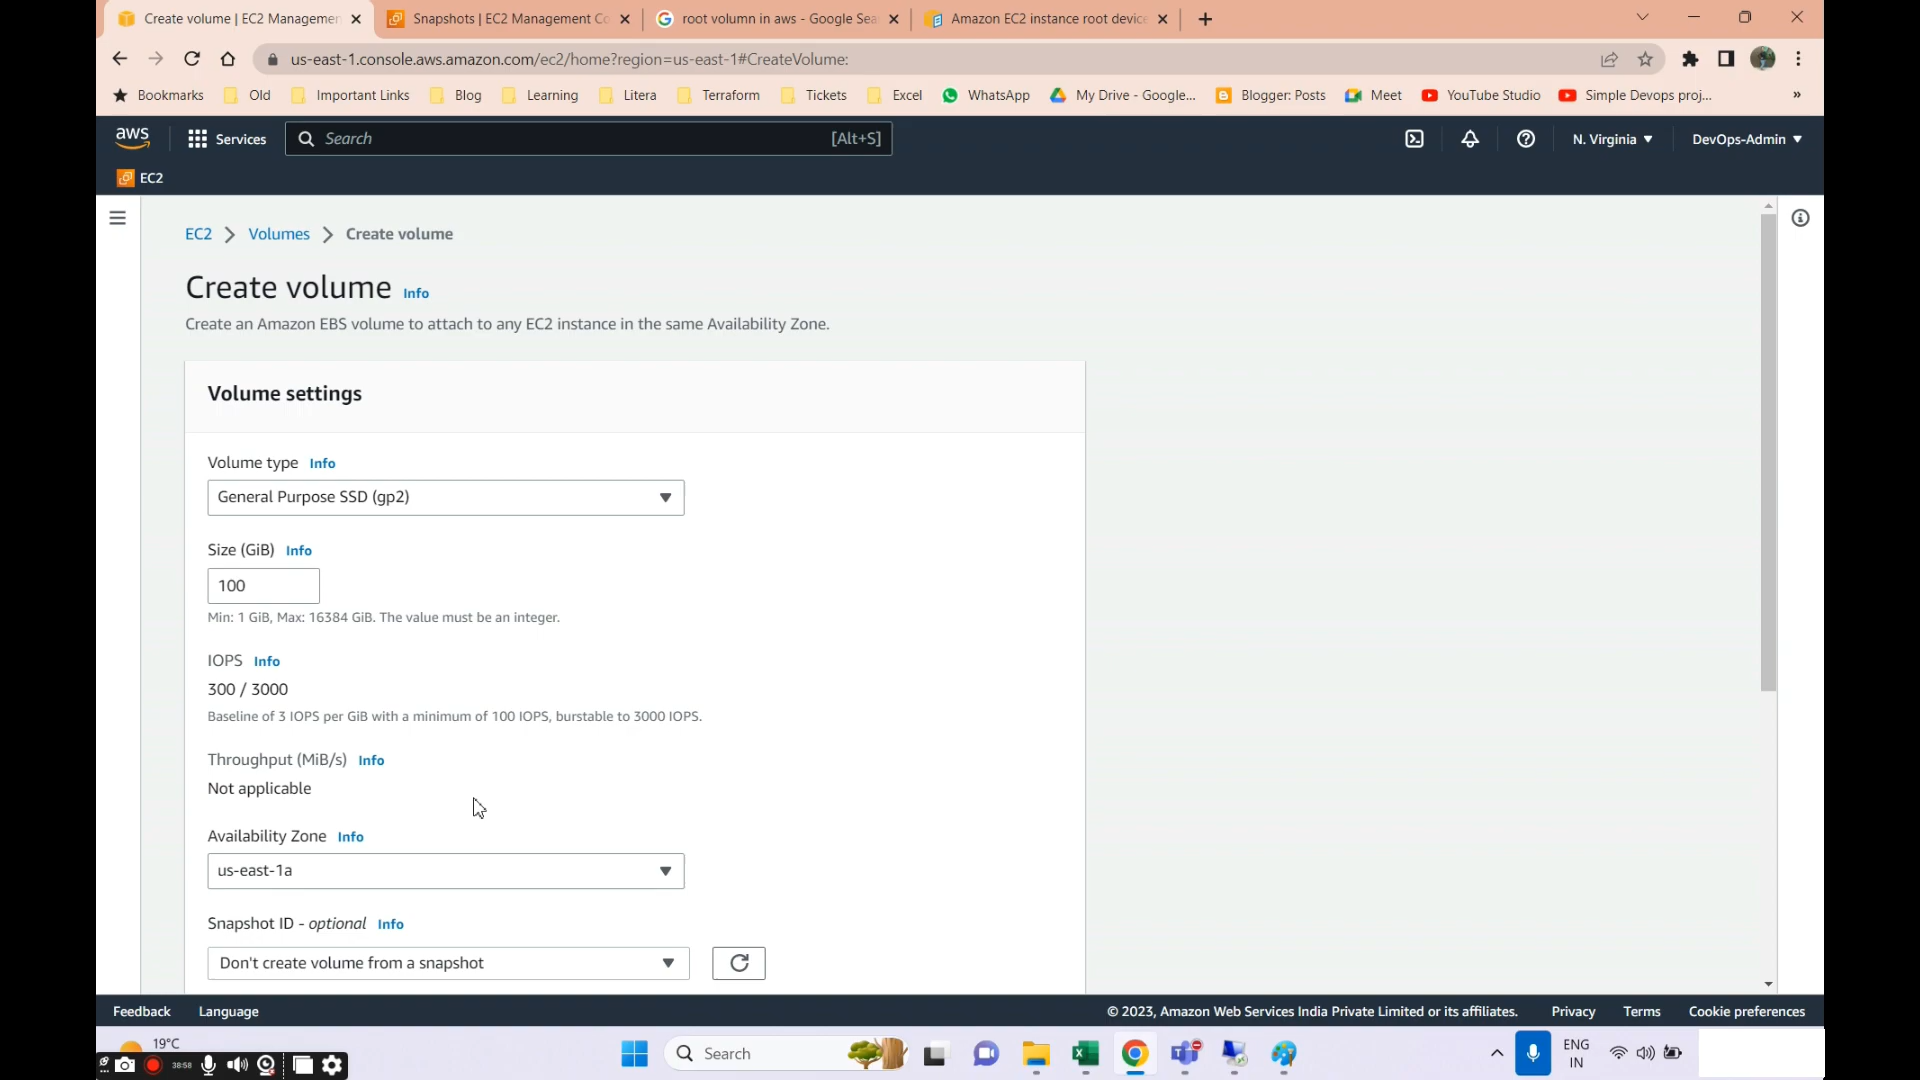 Create volume | EC2 Managemen
Snapshots | EC2 Management Co
root volumn in aws - Google Sea
Amazon EC2 instance root device
us-east-1.console.aws.amazon.com/ec2/home?region=us-east-1#CreateVolume:
Bookmarks Old Important Links Blog Learning Litera Terraform Tickets Excel WhatsApp My Drive - Google... Blogger: Posts Meet YouTube Studio Simple Devops proj... »
aws Services Search [Alt+S] N. Virginia DevOps-Admin
EC2
EC2 Volumes Create volume
Create volume Info
Create an Amazon EBS volume to attach to any EC2 instance in the same Availability Zone.
Volume settings
Volume type Info
General Purpose SSD (gp2)
Size (GiB) Info
100
Min: 1 GiB, Max: 16384 GiB. The value must be an integer.
IOPS Info
300 / 3000
Baseline of 3 IOPS per GiB with a minimum of 100 IOPS, burstable to 3000 IOPS.
Throughput (MiB/s) Info
Not applicable
Availability Zone Info
us-east-1a
Snapshot ID - optional Info
Don't create volume from a snapshot
Feedback Language © 2023, Amazon Web Services India Private Limited or its affiliates. Privacy Terms Cookie preferences
19°C
38:58
Search
ENG
IN